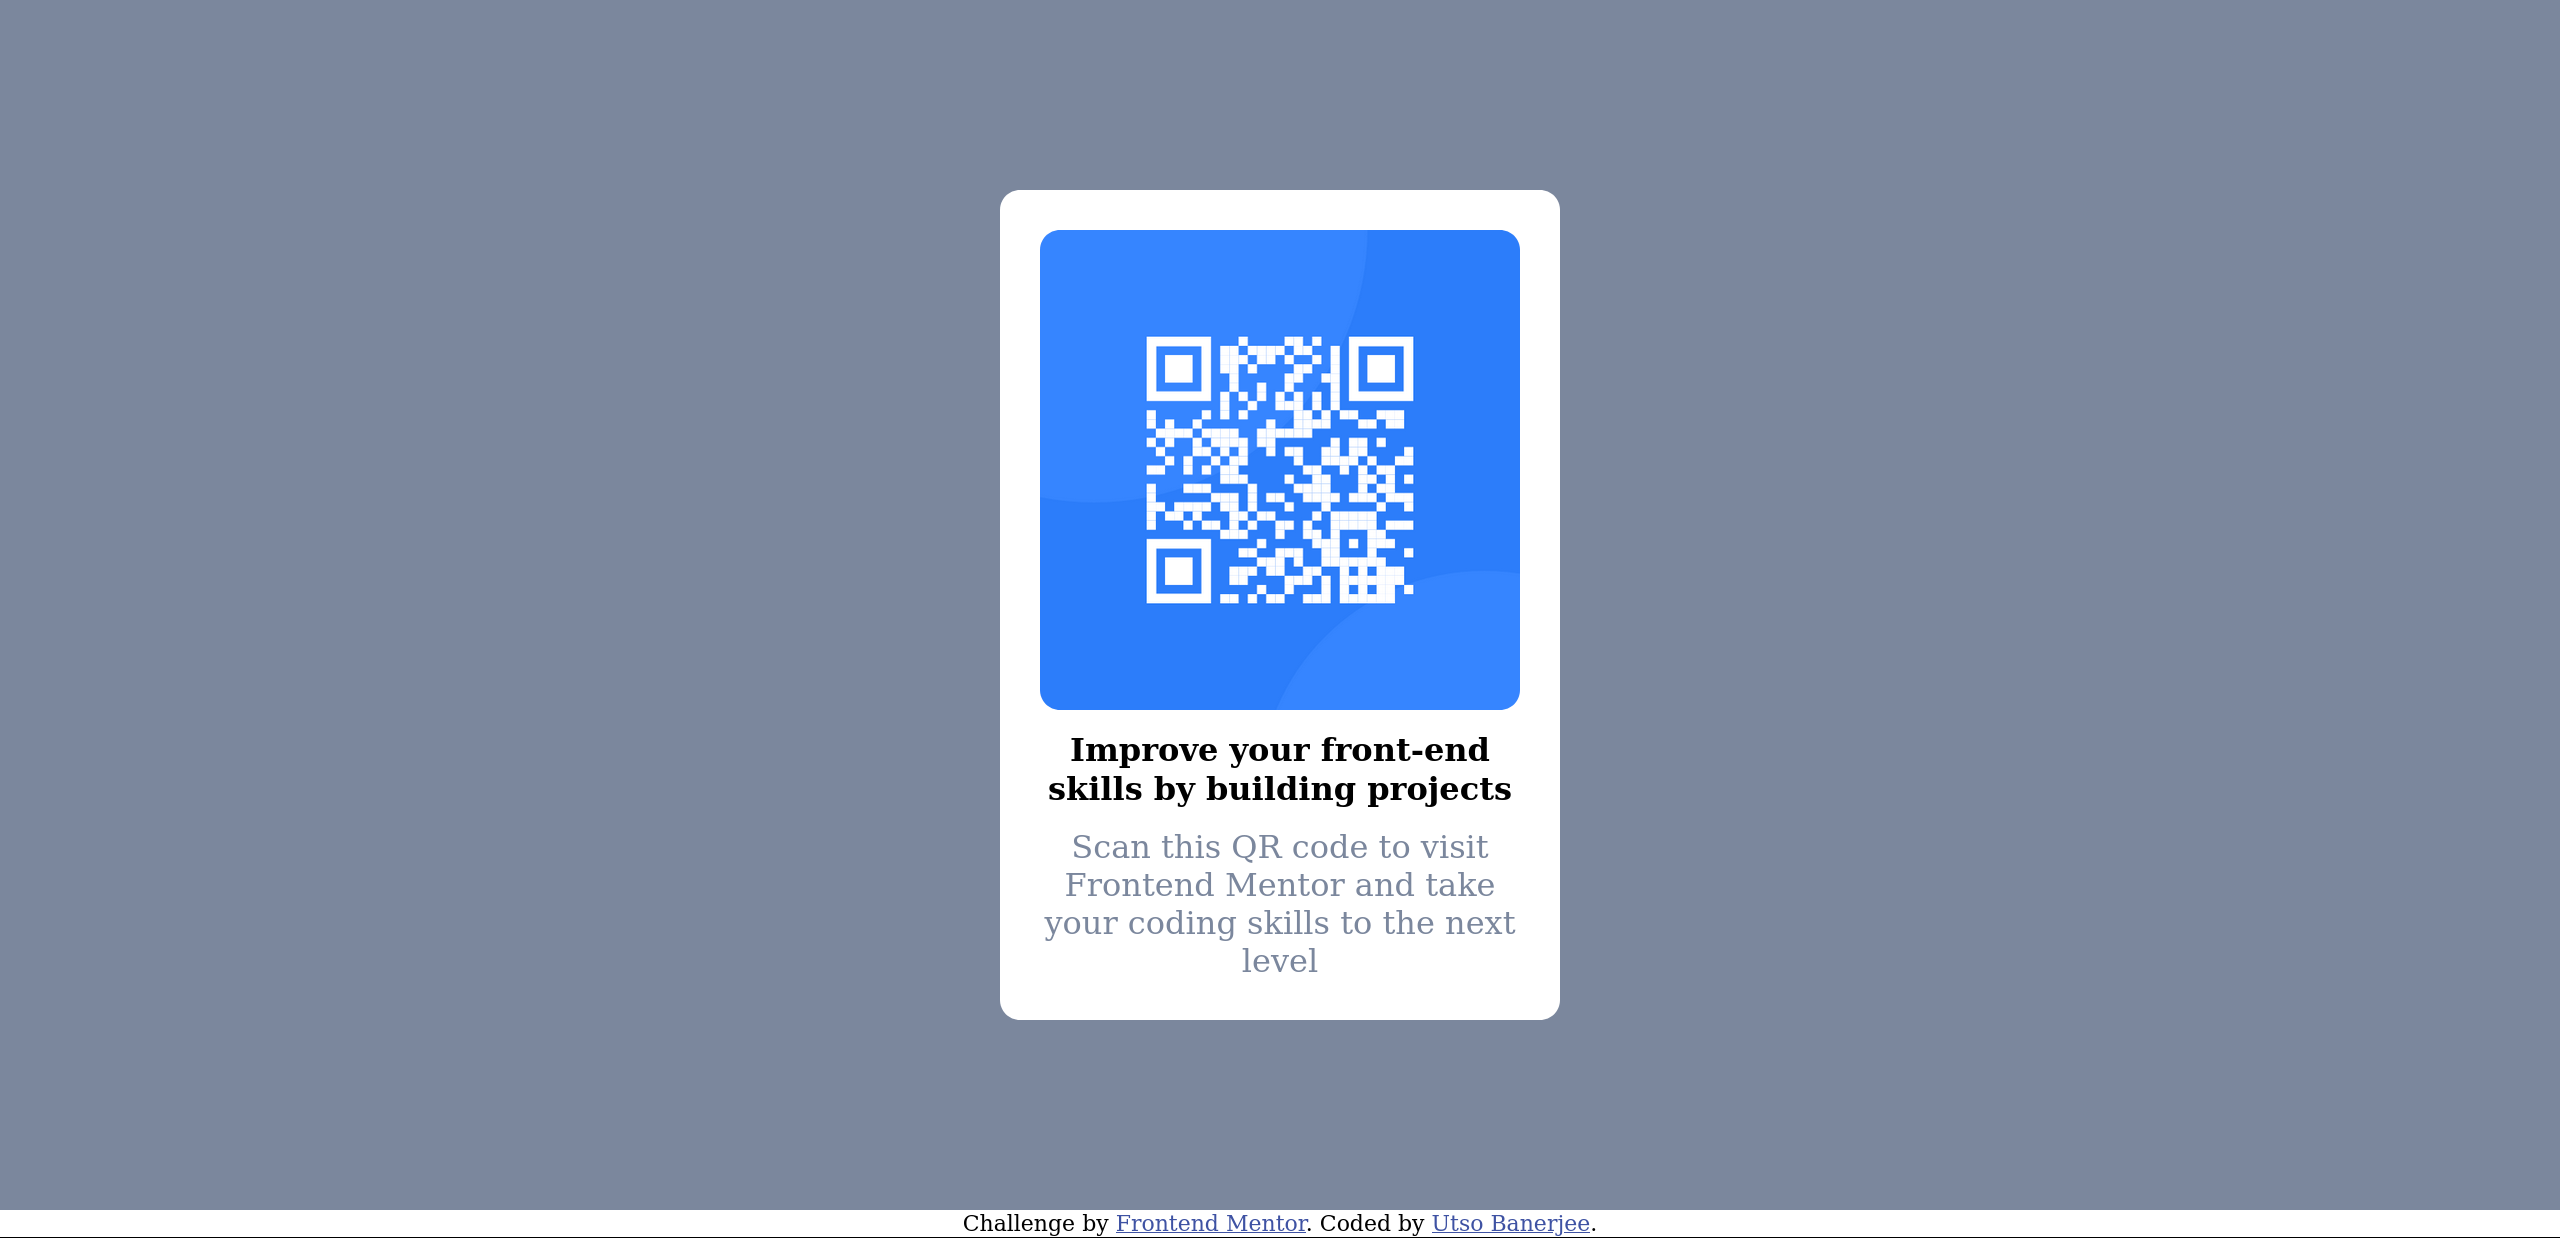 Improve your front-end
skills by building projects
Scan this QR code to visit
Frontend Mentor and take
your coding skills to the next
level
Challenge by Frontend Mentor. Coded by Utso Banerjee.